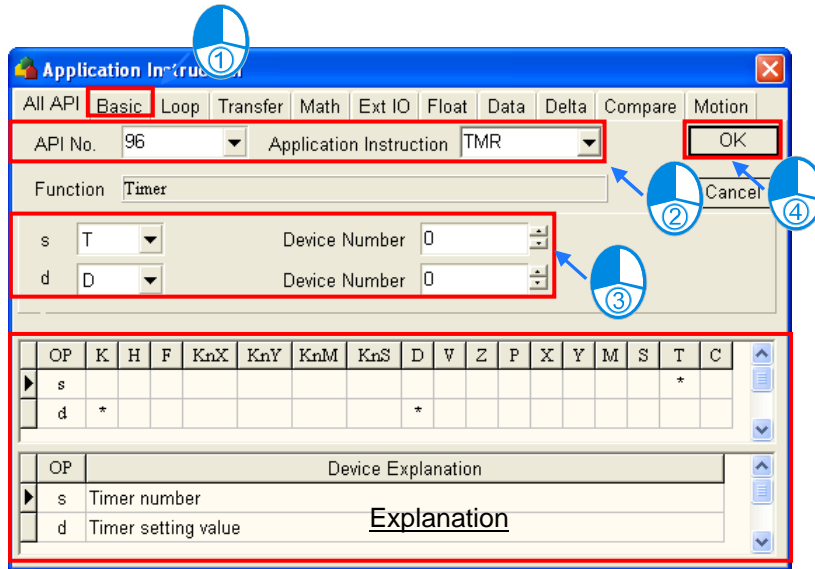 ①
Application Instruction
All API Basic Loop Transfer Math Ext IO Float Data Delta Compare Motion
API No. 96 Application Instruction TMR OK
Function Timer Cancel
② ④
s T Device Number 0
d D Device Number 0
③
OP K H F KnX KnY KnM KnS D V Z P X Y M S T C
s *
d * *
OP Device Explanation
s Timer number
d Timer setting value
Explanation